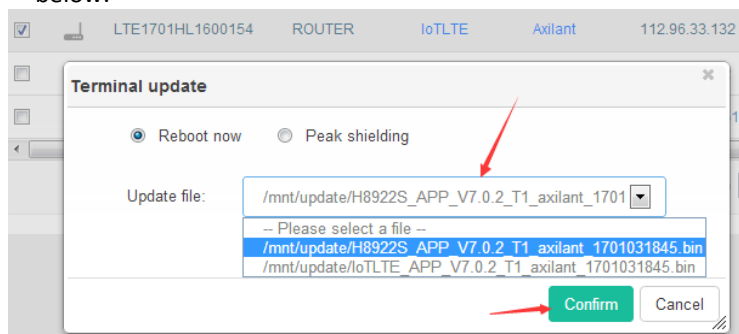 below:
LTE1701HL1600154 ROUTER IoTLTE Axilant 112.96.33.132
Terminal update
Reboot now Peak shielding
Update file: /mnt/update/H8922S_APP_V7.0.2_T1_axilant_1701
-- Please select a file --
/mnt/update/H8922S_APP_V7.0.2_T1_axilant_1701031845.bin
/mnt/update/IoTLTE_APP_V7.0.2_T1_axilant_1701031845.bin
Confirm Cancel